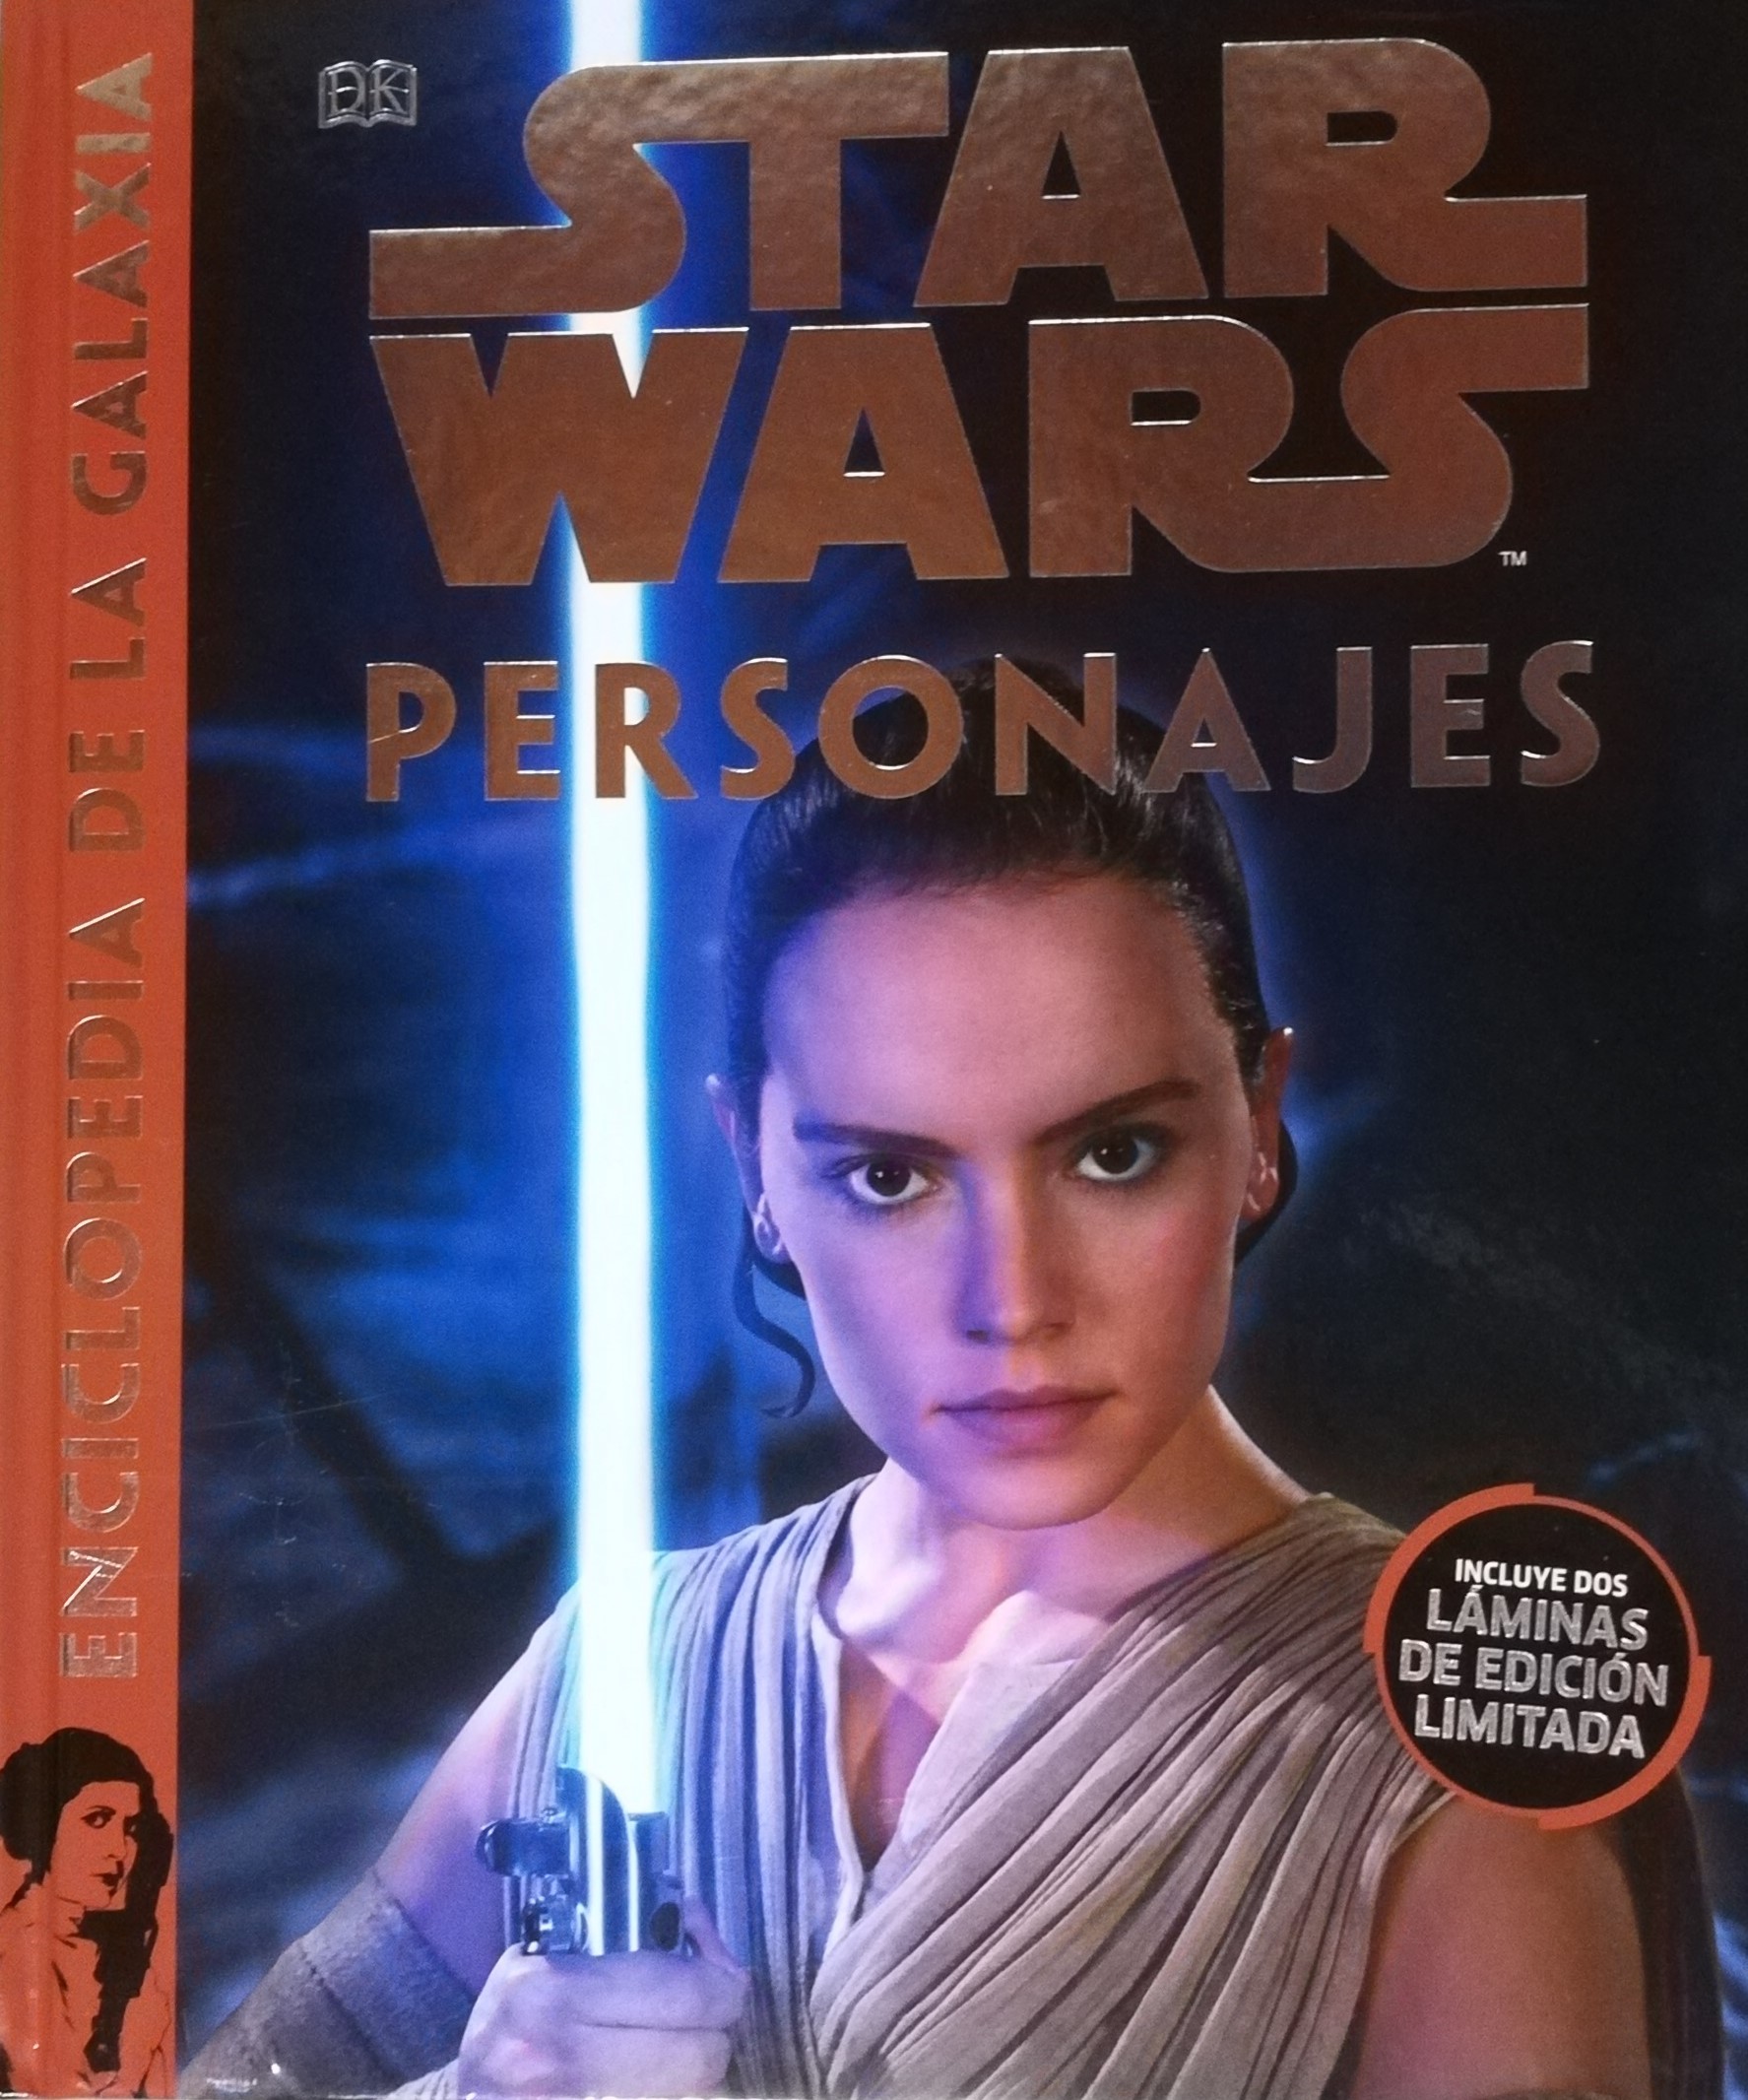 ENCICLOPEDIA DE LA GALAXIA
DK
STAR
WARS
TM
PERSONAJES
INCLUYE DOS
LÁMINAS
DE EDICIÓN
LIMITADA